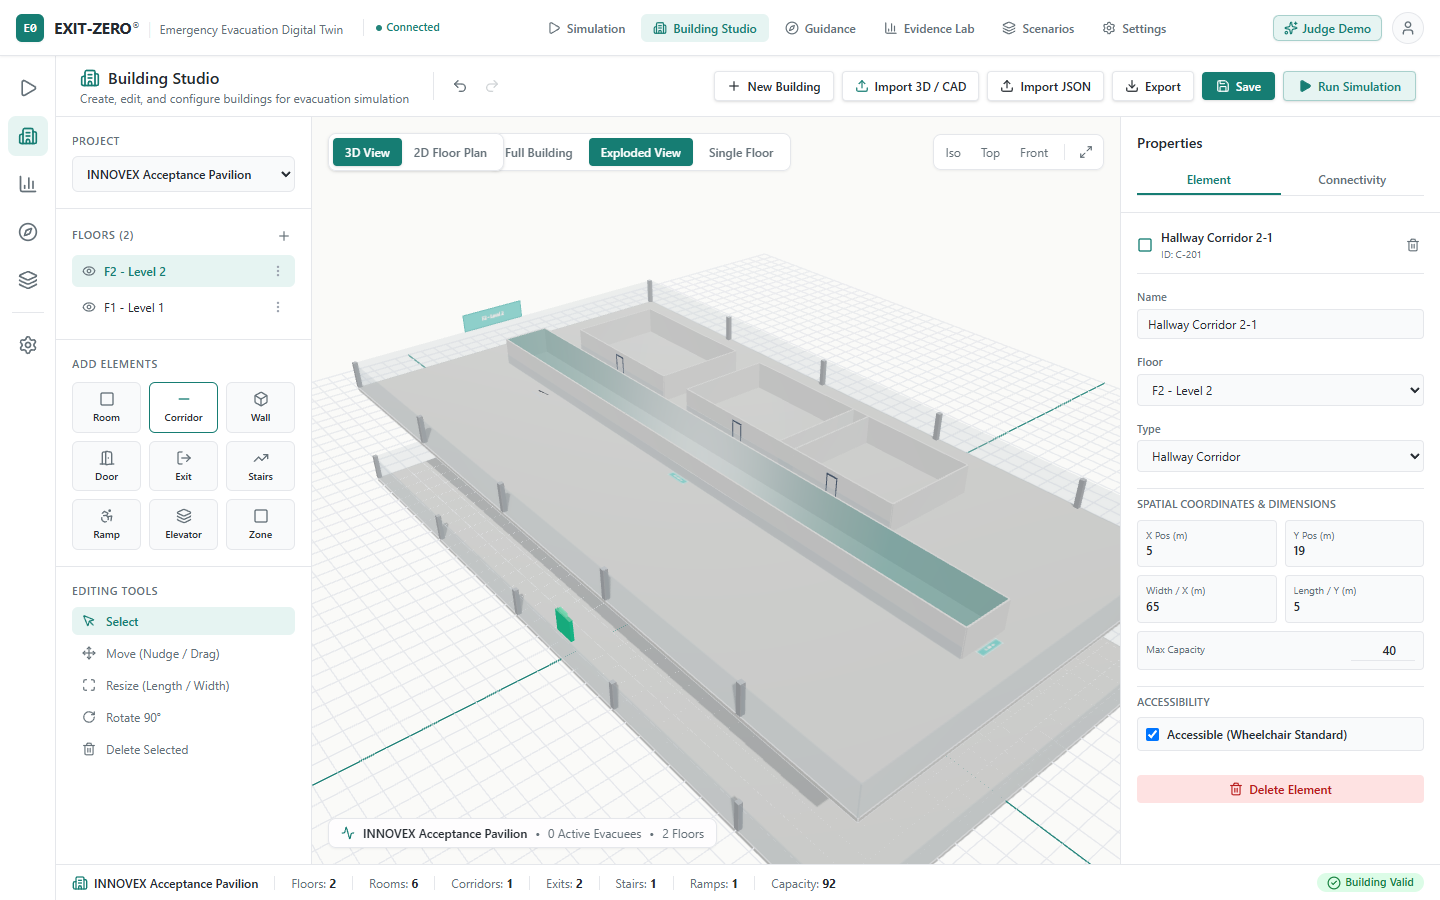 E0 EXIT-ZERO® Emergency Evacuation Digital Twin Connected Simulation Building Studio Guidance Evidence Lab Scenarios Settings Judge Demo
Building Studio
Create, edit, and configure buildings for evacuation simulation
New Building Import 3D / CAD Import JSON Export Save Run Simulation
PROJECT
INNOVEX Acceptance Pavilion
FLOORS (2)
F2 - Level 2
F1 - Level 1
ADD ELEMENTS
Room Corridor Wall
Door Exit Stairs
Ramp Elevator Zone
EDITING TOOLS
Select
Move (Nudge / Drag)
Resize (Length / Width)
Rotate 90°
Delete Selected
3D View 2D Floor Plan Full Building Exploded View Single Floor
Iso Top Front
INNOVEX Acceptance Pavilion • 0 Active Evacuees • 2 Floors
Properties
Element Connectivity
Hallway Corridor 2-1
ID: C-201
Name
Hallway Corridor 2-1
Floor
F2 - Level 2
Type
Hallway Corridor
SPATIAL COORDINATES & DIMENSIONS
X Pos (m) Y Pos (m)
5 19
Width / X (m) Length / Y (m)
65 5
Max Capacity 40
ACCESSIBILITY
Accessible (Wheelchair Standard)
Delete Element
INNOVEX Acceptance Pavilion Floors: 2 Rooms: 6 Corridors: 1 Exits: 2 Stairs: 1 Ramps: 1 Capacity: 92 Building Valid